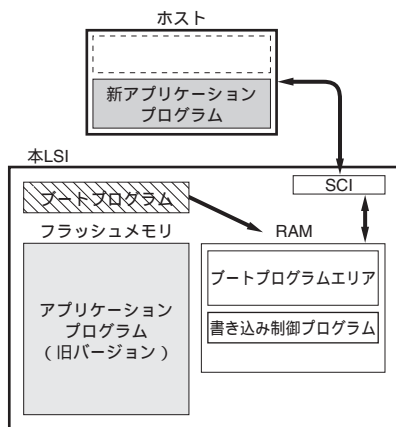 ホスト
新アプリケーション
プログラム
本LSI
SCI
ブートプログラム
フラッシュメモリ
RAM
ブートプログラムエリア
アプリケーション
プログラム
（旧バージョン）
書き込み制御プログラム